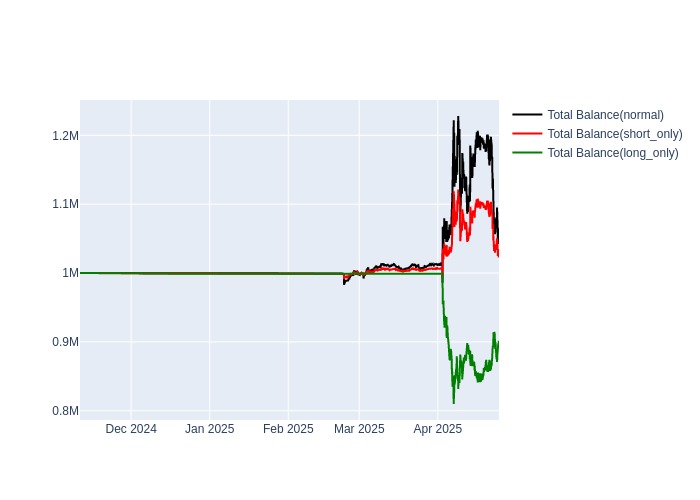 Total Balance(normal)
Total Balance(short_only)
Total Balance(long_only)
1.2M
1.1M
1M
0.9M
0.8M
Dec 2024
Jan 2025
Feb 2025
Mar 2025
Apr 2025